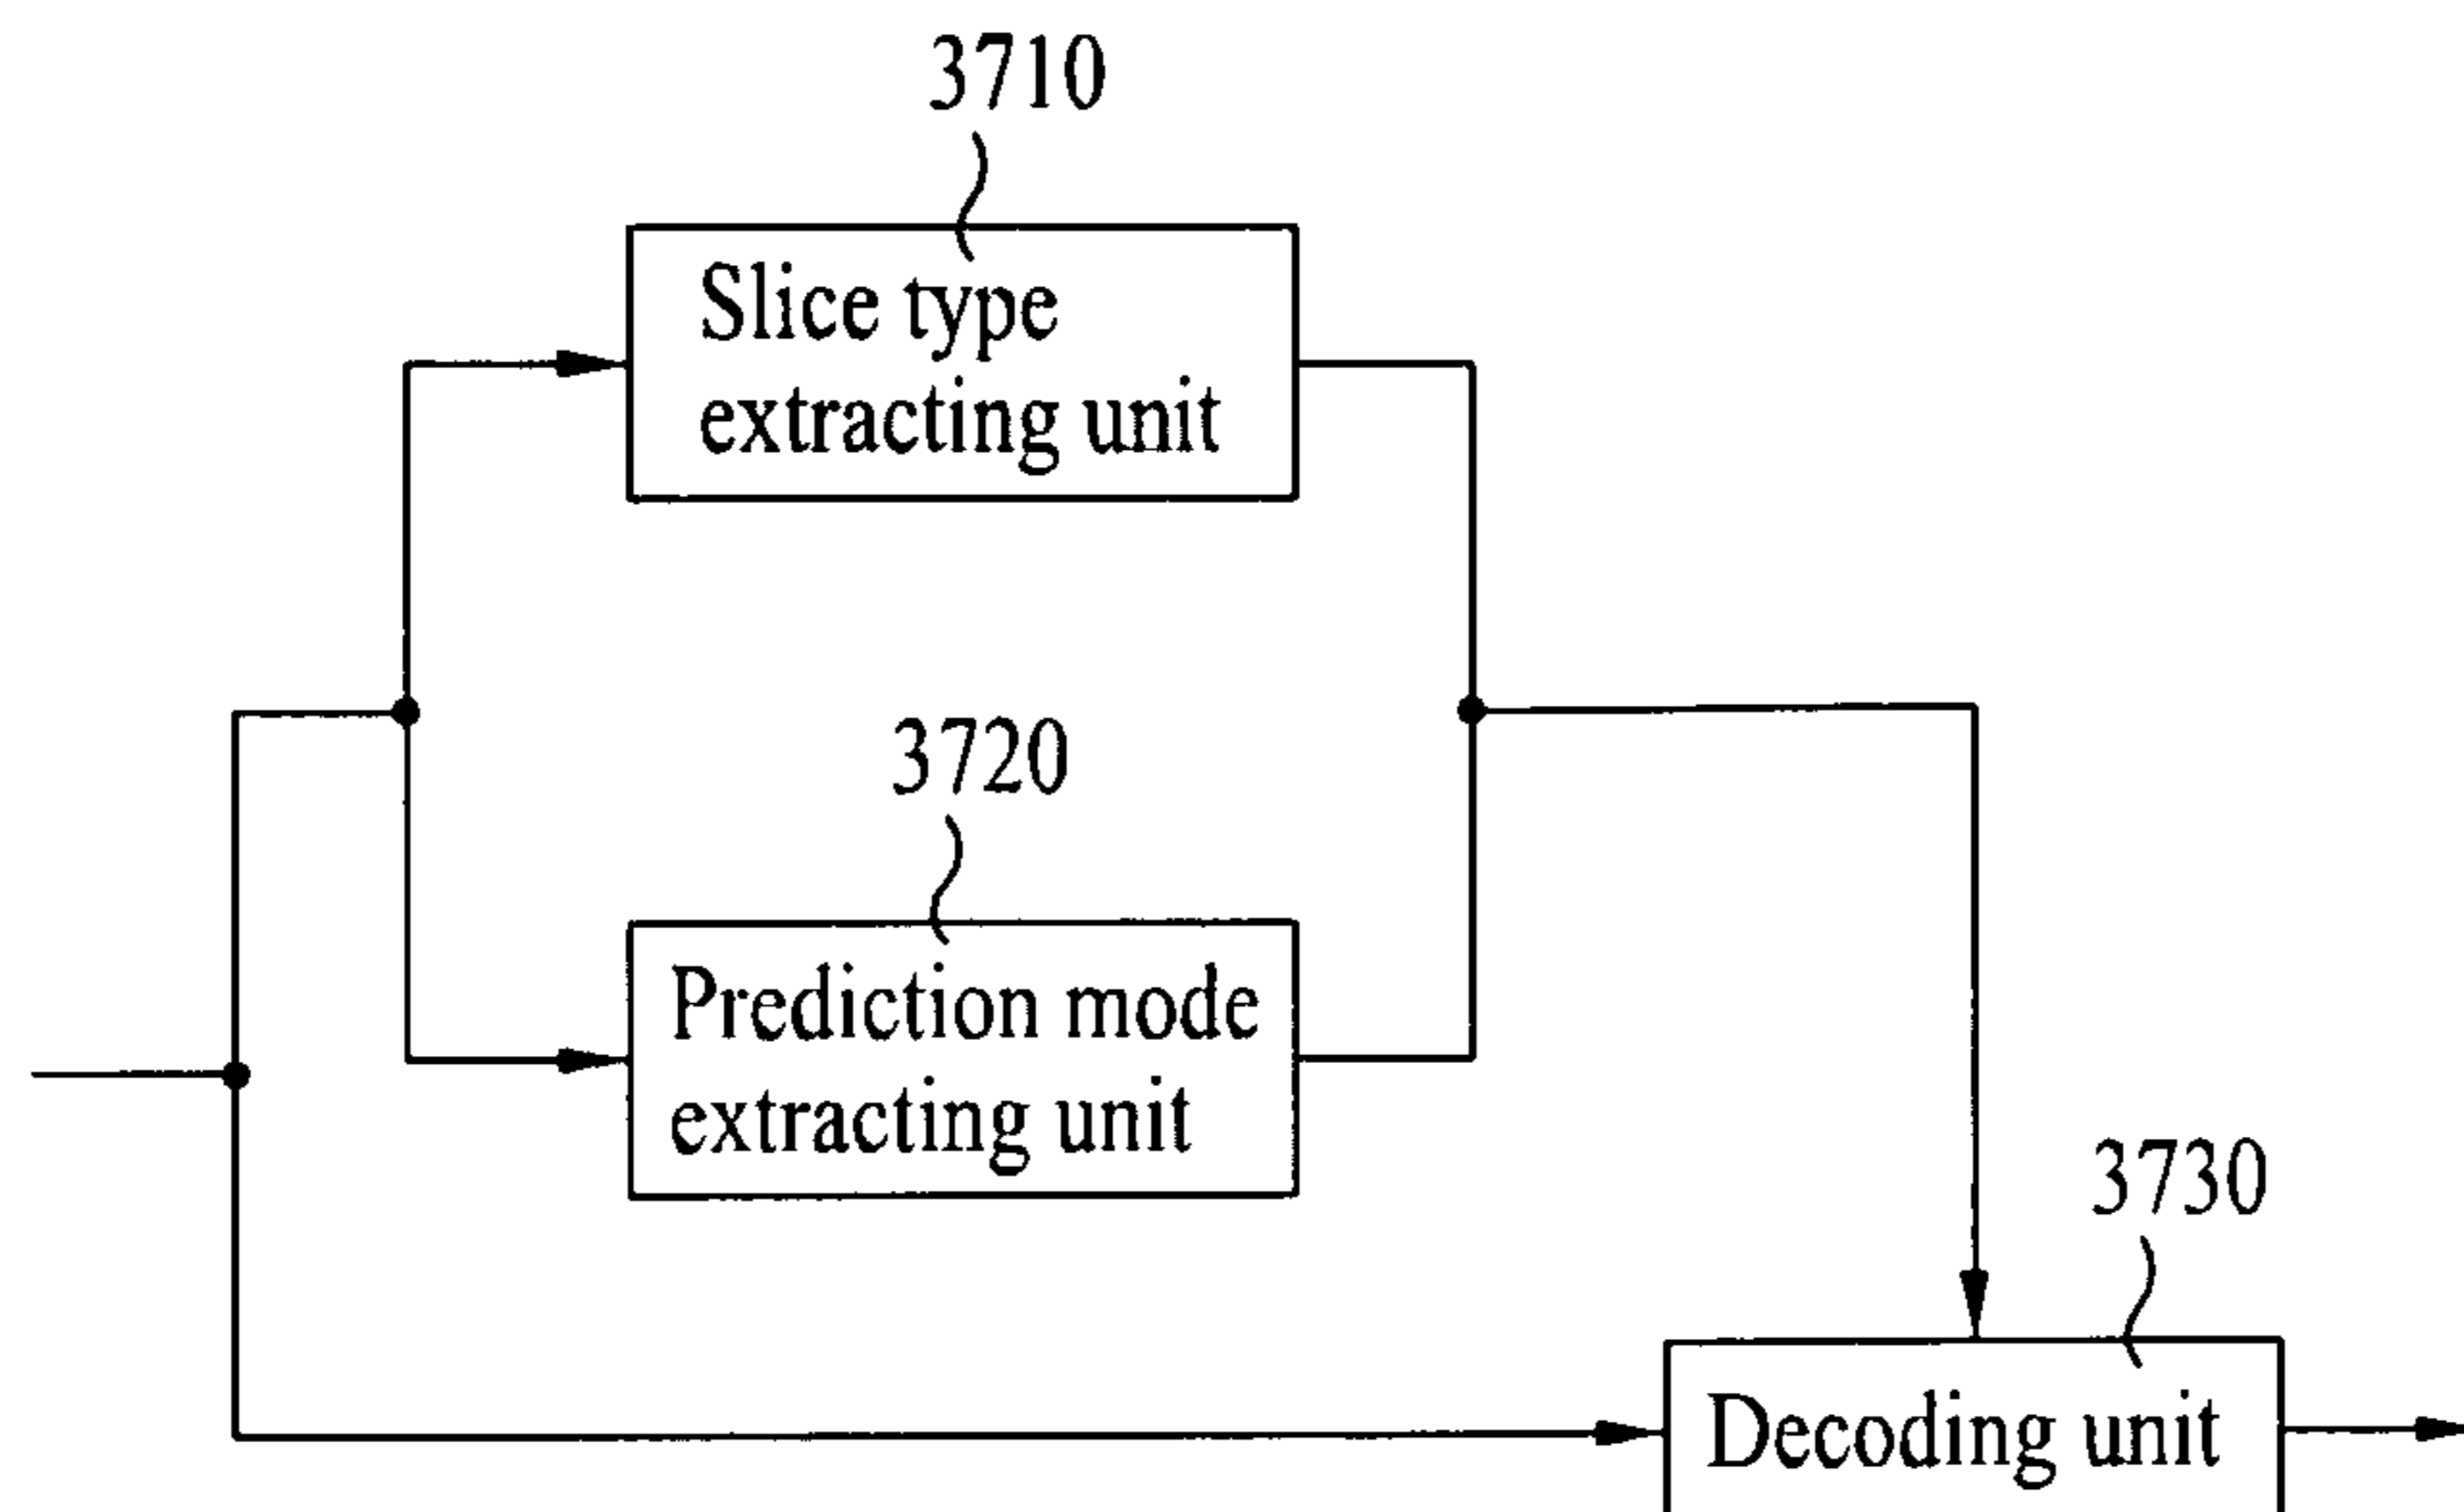 3710
Slice type
extracting unit
3720
Prediction mode
extracting unit
3730
Decoding unit